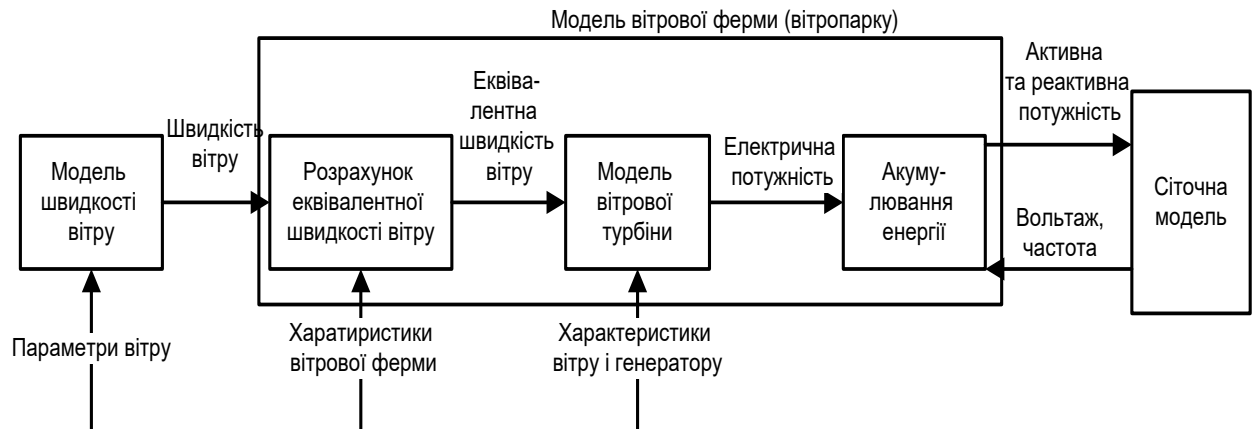 Модель вітрової ферми (вітропарку)
Активна
та реактивна
потужність
Еквіва-
лентна
швидкість
вітру
Швидкість
вітру
Електрична
потужність
Модель
швидкості
вітру
Розрахунок
еквівалентної
швидкості вітру
Модель
вітрової
турбіни
Акуму-
лювання
енергії
Вольтаж,
частота
Сіточна
модель
Параметри вітру
Харатиристики
вітрової ферми
Характеристики
вітру і генератору